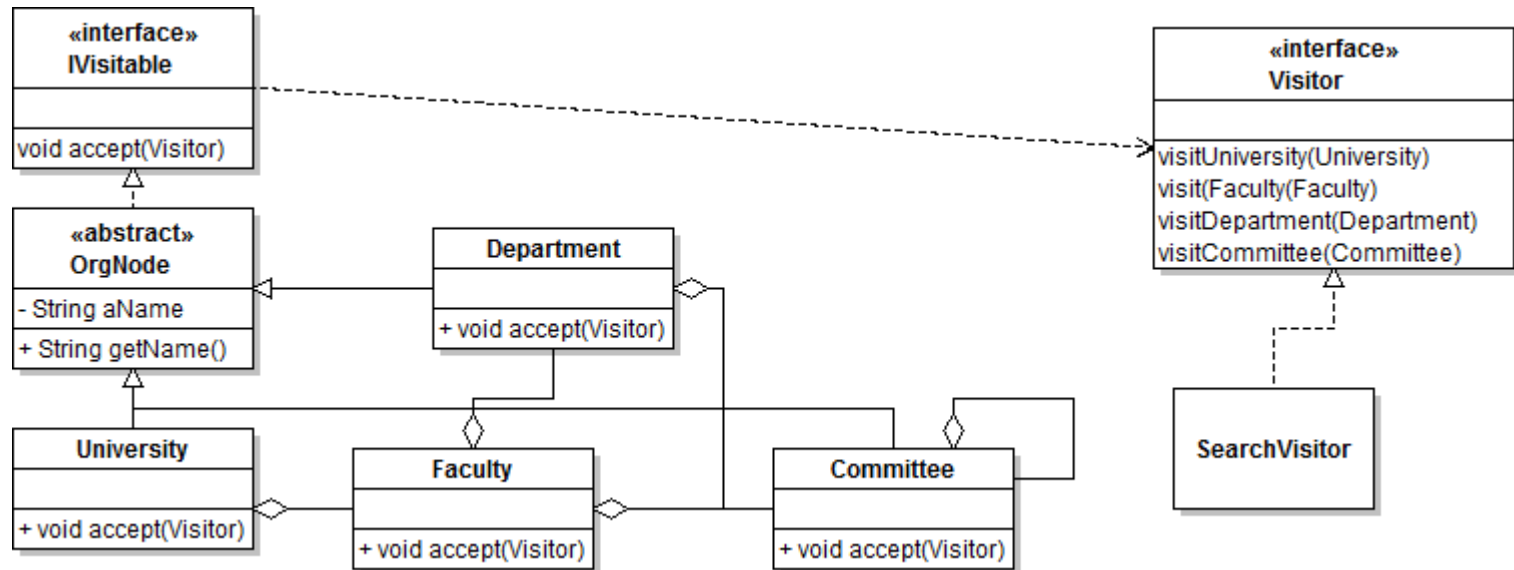 «interface»
IVisitable
void accept(Visitor)
«interface»
Visitor
visitUniversity(University)
visit(Faculty(Faculty)
visitDepartment(Department)
visitCommittee(Committee)
«abstract»
OrgNode
- String aName
+ String getName()
Department
+ void accept(Visitor)
University
+ void accept(Visitor)
Faculty
+ void accept(Visitor)
Committee
+ void accept(Visitor)
SearchVisitor